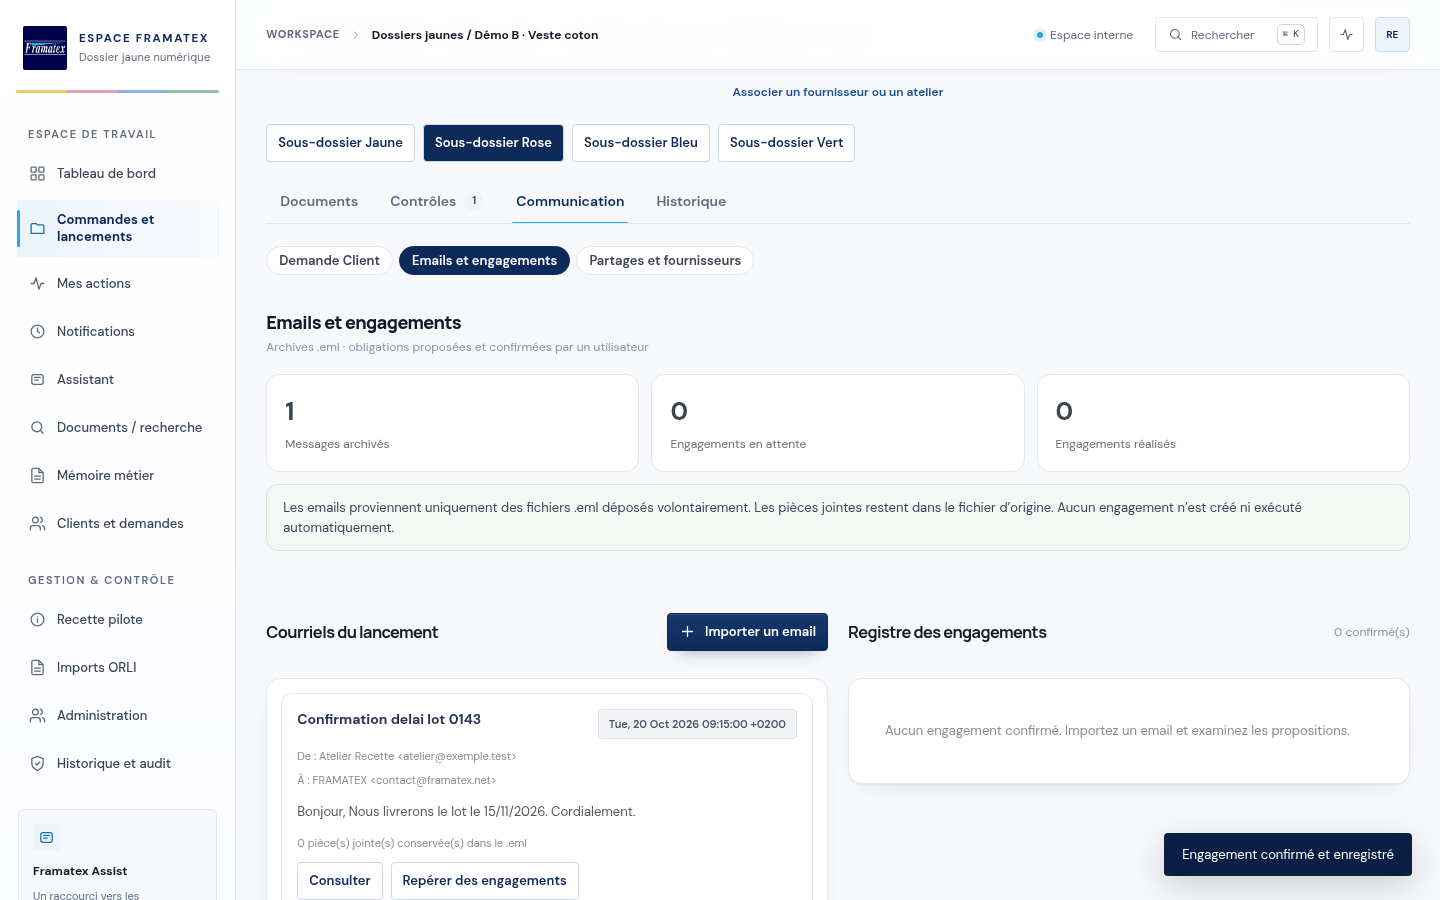 Framatex
ESPACE FRAMATEX
Dossier jaune numérique
ESPACE DE TRAVAIL
Tableau de bord
Commandes et
lancements
Mes actions
Notifications
Assistant
Documents / recherche
Mémoire métier
Clients et demandes
GESTION & CONTRÔLE
Recette pilote
Imports ORLI
Administration
Historique et audit
Framatex Assist
Un raccourci vers les
WORKSPACE
Dossiers jaunes / Démo B · Veste coton
Espace interne
Rechercher
⌘ K
RE
Associer un fournisseur ou un atelier
Sous-dossier Jaune
Sous-dossier Rose
Sous-dossier Bleu
Sous-dossier Vert
Documents
Contrôles 1
Communication
Historique
Demande Client
Emails et engagements
Partages et fournisseurs
Emails et engagements
Archives .eml · obligations proposées et confirmées par un utilisateur
1
Messages archivés
0
Engagements en attente
0
Engagements réalisés
Les emails proviennent uniquement des fichiers .eml déposés volontairement. Les pièces jointes restent dans le fichier d’origine. Aucun engagement n’est créé ni exécuté
automatiquement.
Courriels du lancement
Importer un email
Confirmation delai lot 0143
Tue, 20 Oct 2026 09:15:00 +0200
De : Atelier Recette <atelier@exemple.test>
À : FRAMATEX <contact@framatex.net>
Bonjour, Nous livrerons le lot le 15/11/2026. Cordialement.
0 pièce(s) jointe(s) conservée(s) dans le .eml
Consulter
Repérer des engagements
Registre des engagements
0 confirmé(s)
Aucun engagement confirmé. Importez un email et examinez les propositions.
Engagement confirmé et enregistré